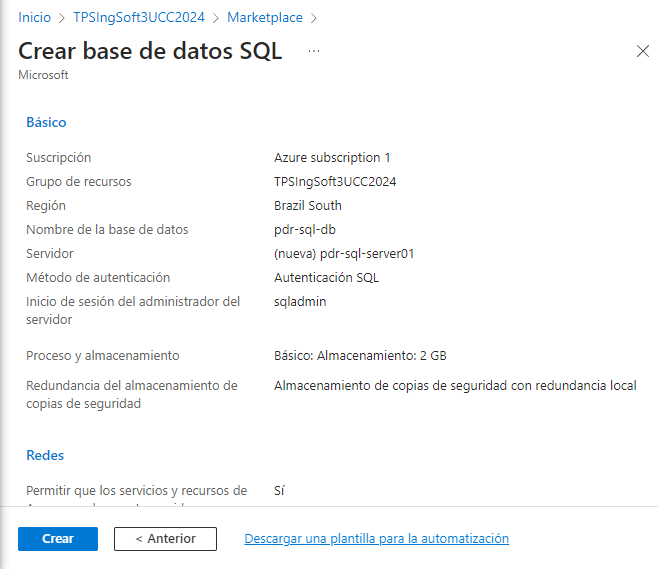 Inicio > TPSIngSoft3UCC2024 > Marketplace >
Crear base de datos SQL ...
Microsoft
Básico
Suscripción Azure subscription 1
Grupo de recursos TPSIngSoft3UCC2024
Región Brazil South
Nombre de la base de datos pdr-sql-db
Servidor (nueva) pdr-sql-server01
Método de autenticación Autenticación SQL
Inicio de sesión del administrador del sqladmin
servidor
Proceso y almacenamiento Básico: Almacenamiento: 2 GB
Redundancia del almacenamiento de Almacenamiento de copias de seguridad con redundancia local
copias de seguridad
Redes
Permitir que los servicios y recursos de Sí
Crear < Anterior Descargar una plantilla para la automatización